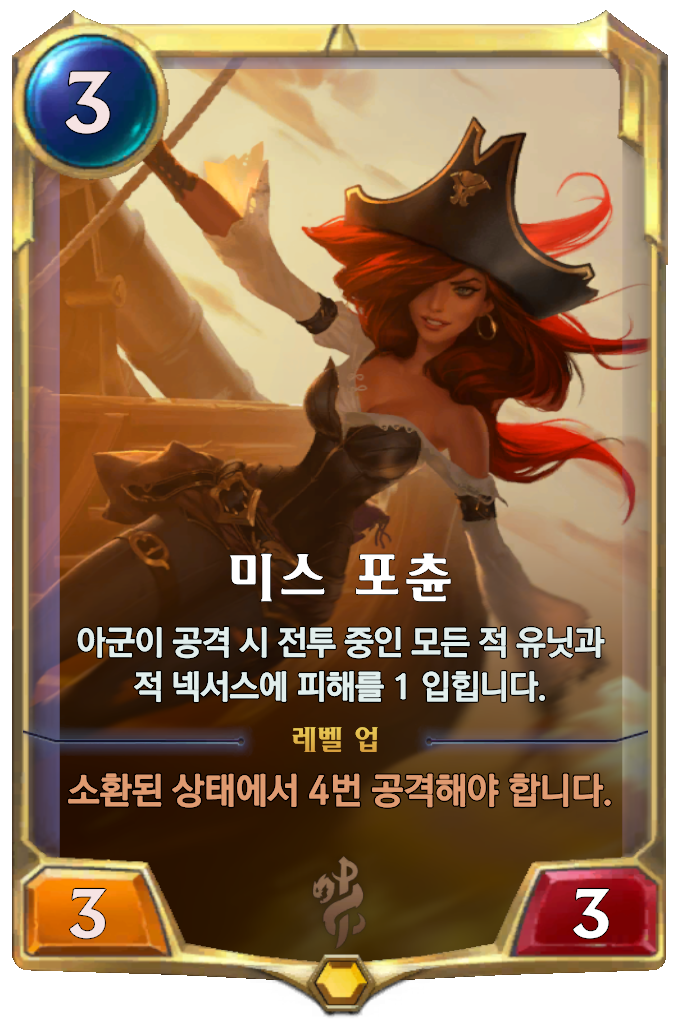 3
미스 포츈
아군이 공격 시 전투 중인 모든 적 유닛과
적 넥서스에 피해를 1 입힙니다.
레벨 업
소환된 상태에서 4번 공격해야 합니다.
3
3